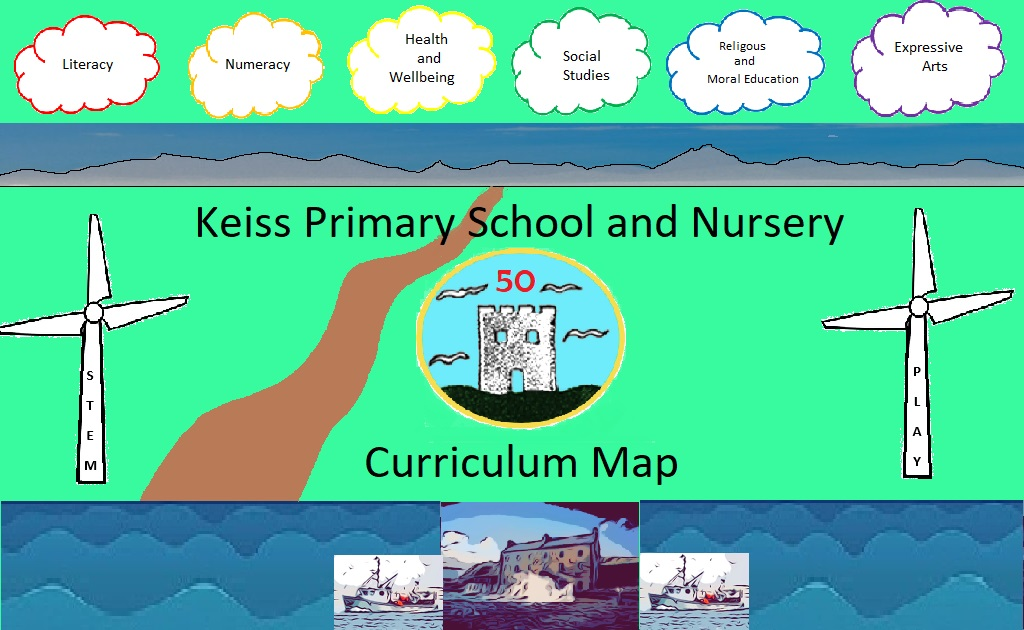 Literacy
Numeracy
Health
and
Wellbeing
Social
Studies
Religous
and
Moral Education
Expressive
Arts
Keiss Primary School and Nursery
50
S
T
E
M
P
L
A
Y
Curriculum Map